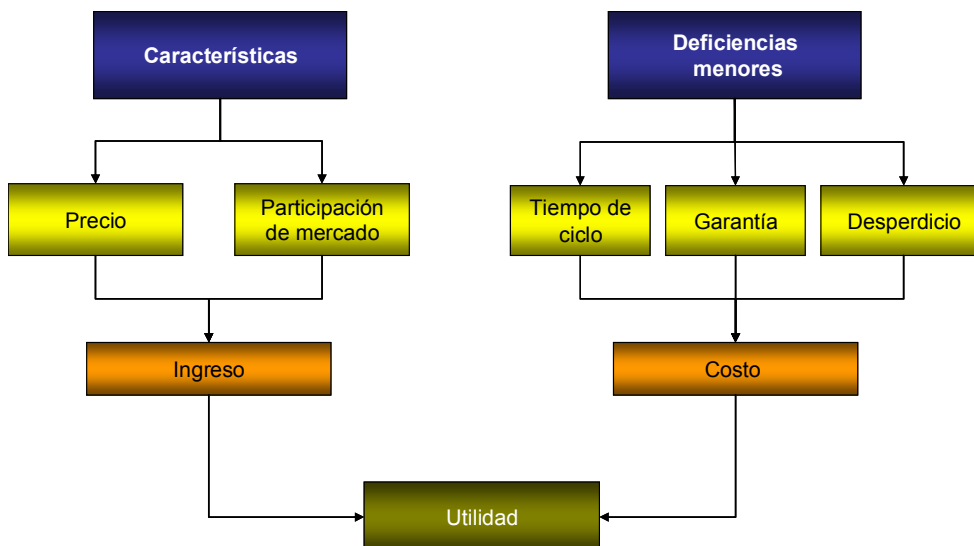 Características
Deficiencias
menores
Precio
Participación
de mercado
Tiempo de
ciclo
Garantía
Desperdicio
Ingreso
Costo
Utilidad